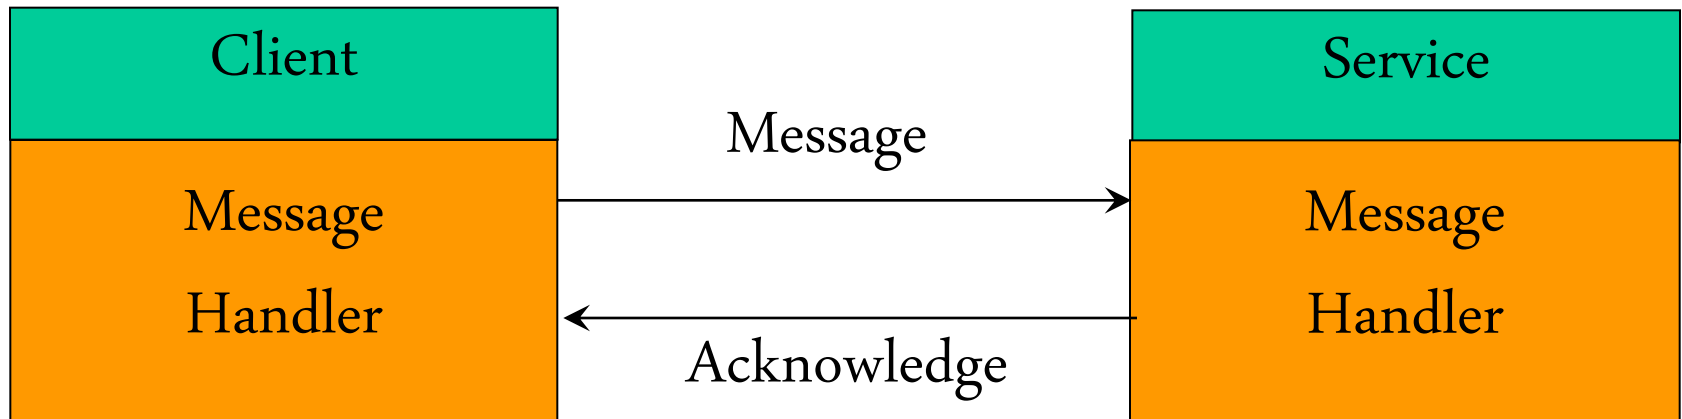 Client
Service
Message
Message
Handler
Message
Handler
Acknowledge